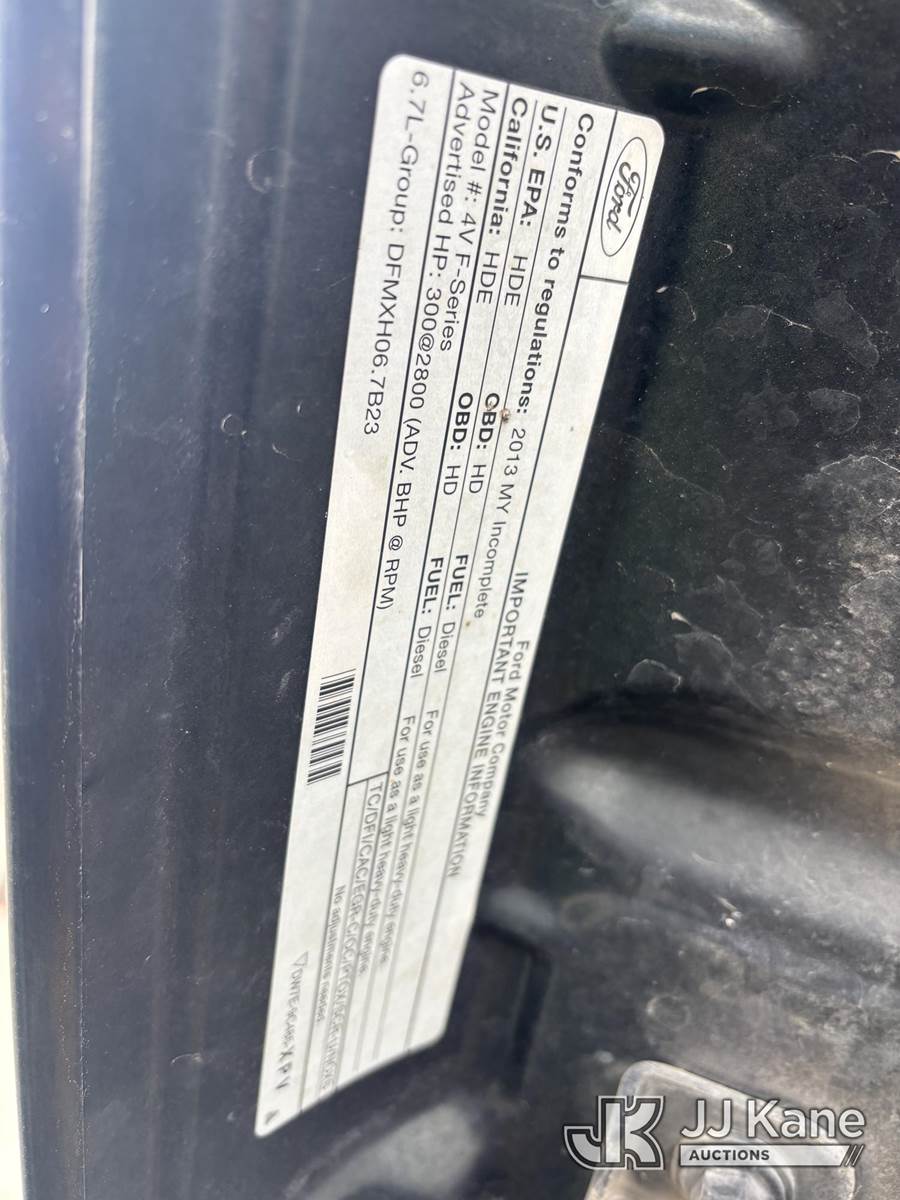 Ford
Ford Motor Company
IMPORTANT ENGINE INFORMATION
Conforms to regulations: 2013 MY Incomplete
U.S. EPA: HDE OBD: HD FUEL: Diesel For use as a light heavy-duty engine.
California: HDE OBD: HD FUEL: Diesel For use as a light heavy-duty engine.
Model #: 4V F-Series
Advertised HP: 300@2800 (ADV. BHP @ RPM)
6.7L-Group: DFMXH06.7B23
No adjustments needed.
XPV
JK JJ Kane
AUCTIONS